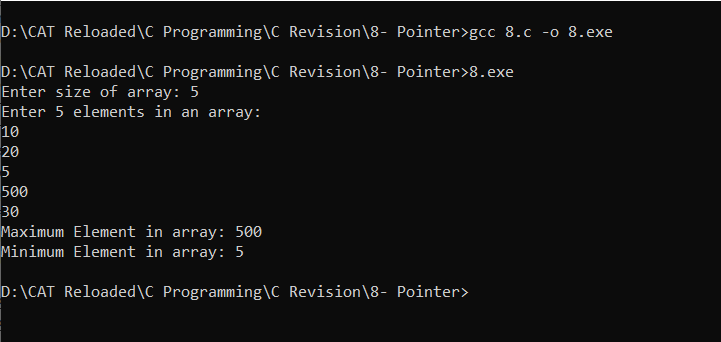 D:\CAT Reloaded\C Programming\C Revision\8- Pointer>gcc 8.c -o 8.exe
D:\CAT Reloaded\C Programming\C Revision\8- Pointer>8.exe
Enter size of array: 5
Enter 5 elements in an array:
10
20
5
500
30
Maximum Element in array: 500
Minimum Element in array: 5
D:\CAT Reloaded\C Programming\C Revision\8- Pointer>